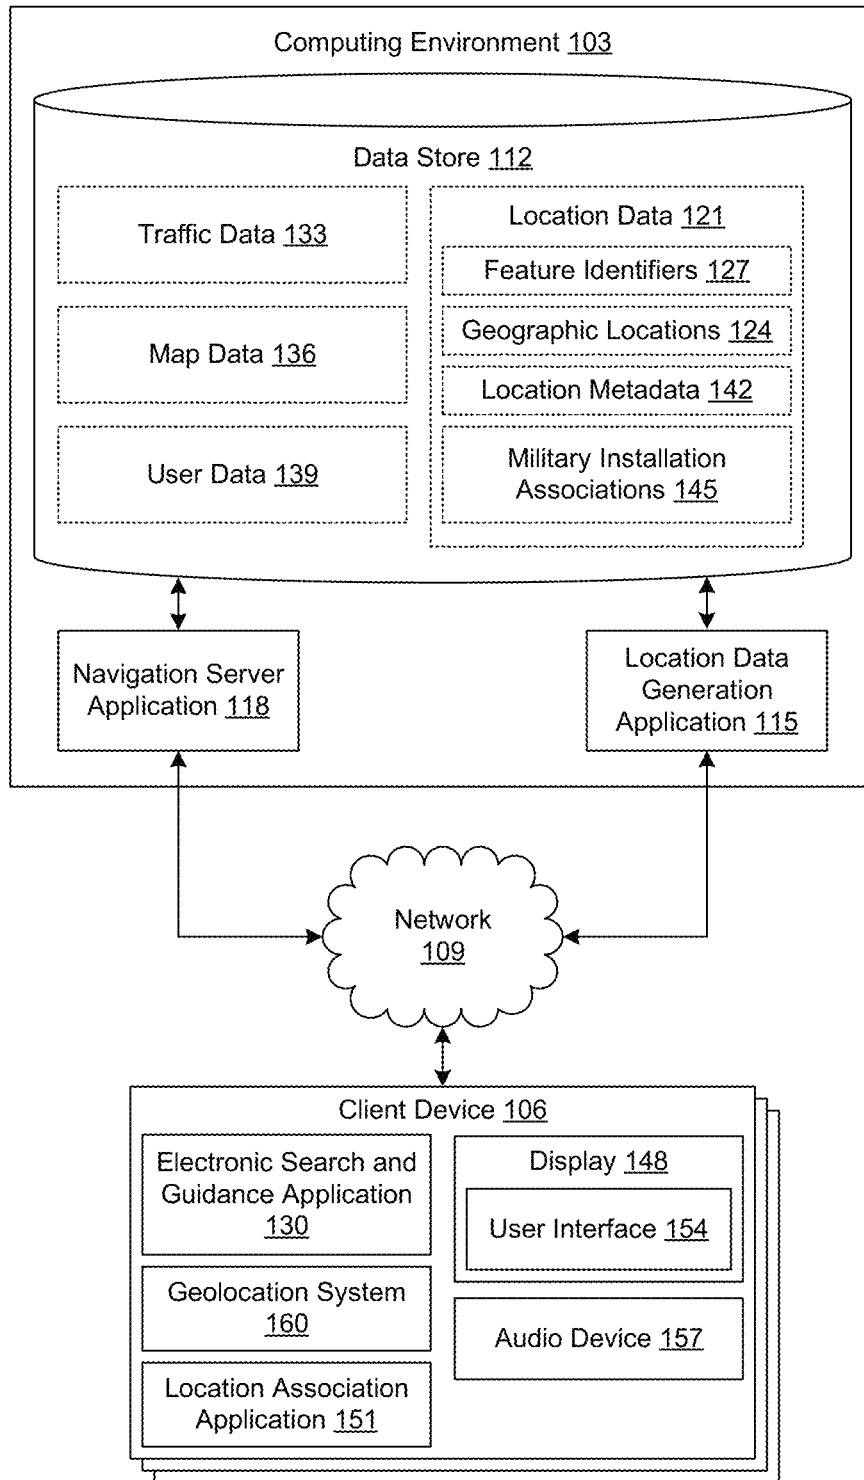 Computing Environment 103
Data Store 112
Traffic Data 133
Map Data 136
User Data 139
Location Data 121
Feature Identifiers 127
Geographic Locations 124
Location Metadada 142
Military Installation
Associations 145
Navigation Server
Application 118
Location Data
Generation
Application 115
Network
109
Client Device 106
Electronic Search and
Guidance Application
130
Geolocation System
160
Location Association
Application 151
Display 148
User Interface 154
Audio Device 157